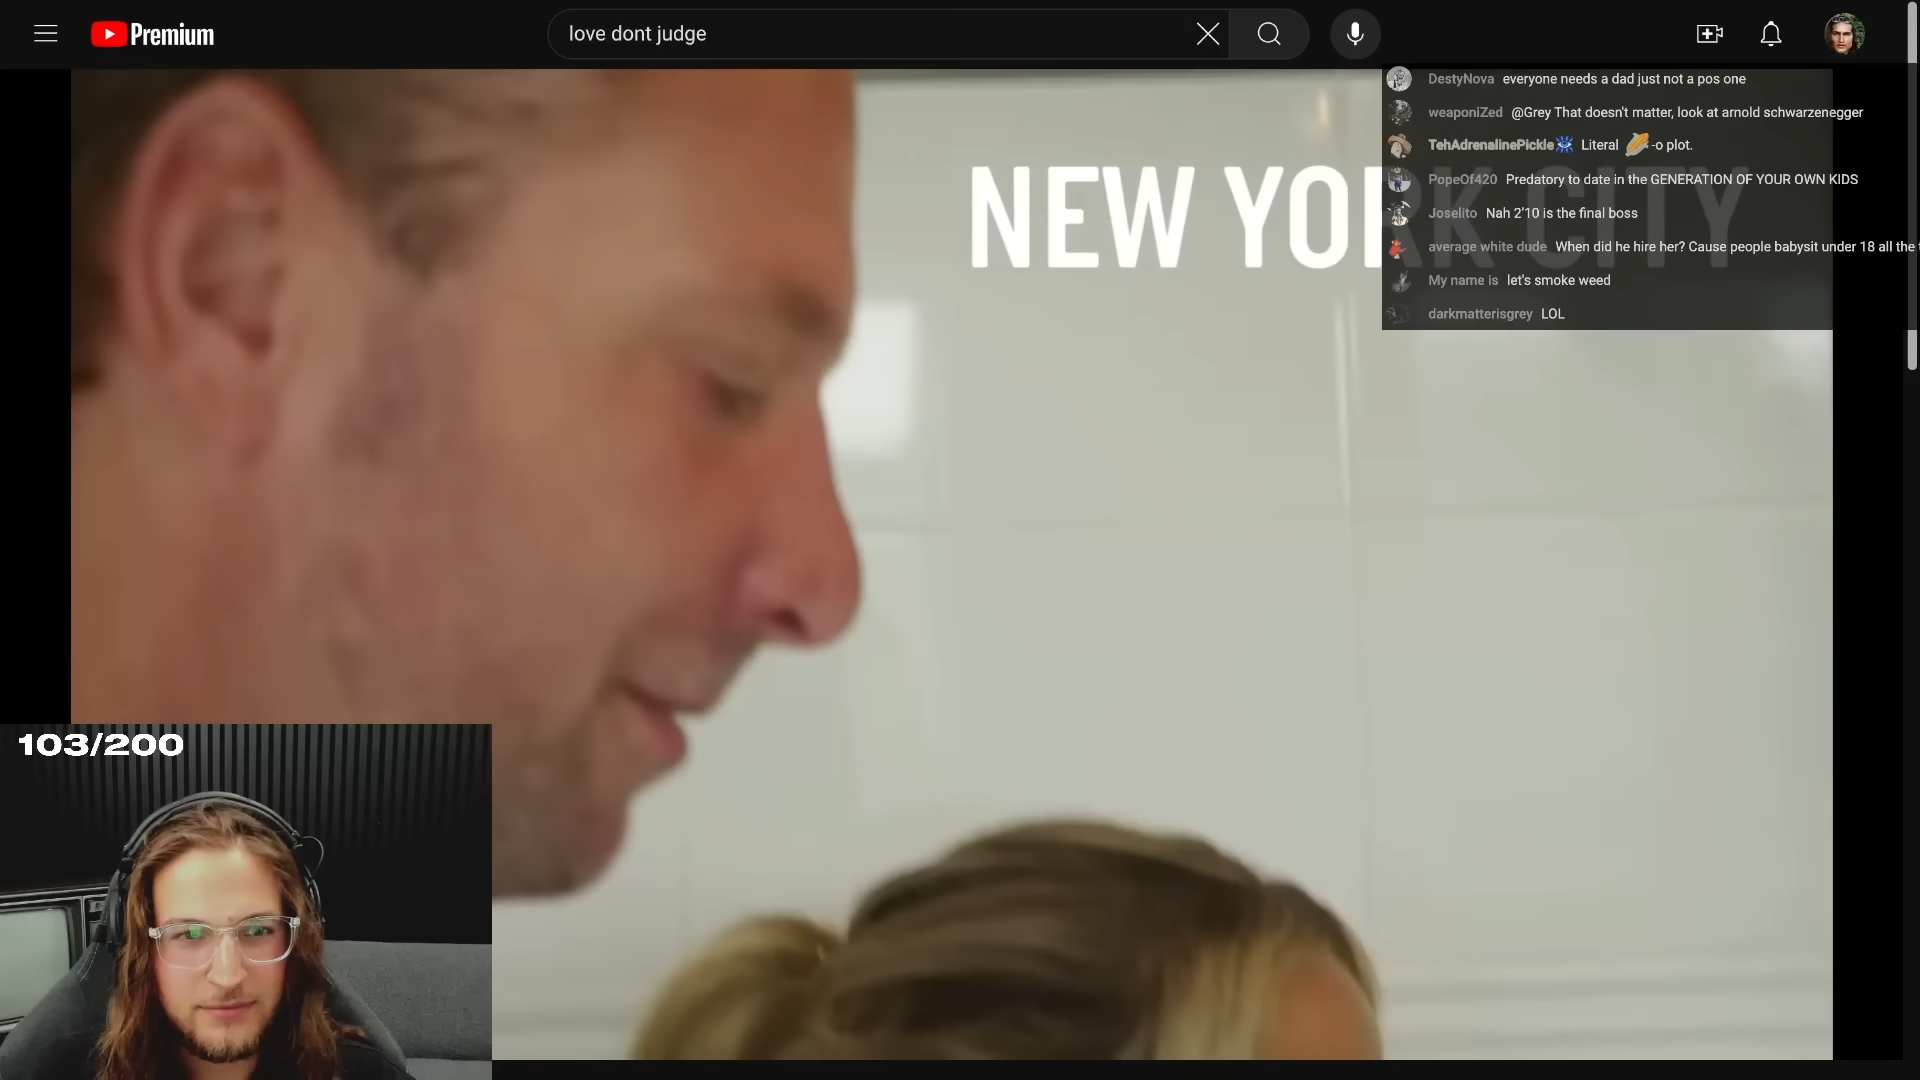 Premium
love dont judge
NEW YORK CITY
DestyNova everyone needs a dad just not a pos one
weaponiZed @Grey That doesn't matter, look at arnold schwarzenegger
TehAdrenalinePickle Literal 🌽-o plot.
PopeOf420 Predatory to date in the GENERATION OF YOUR OWN KIDS
Joselito Nah 2'10 is the final boss
average white dude When did he hire her? Cause people babysit under 18 all the
My name is let's smoke weed
darkmatterisgrey LOL
103/200